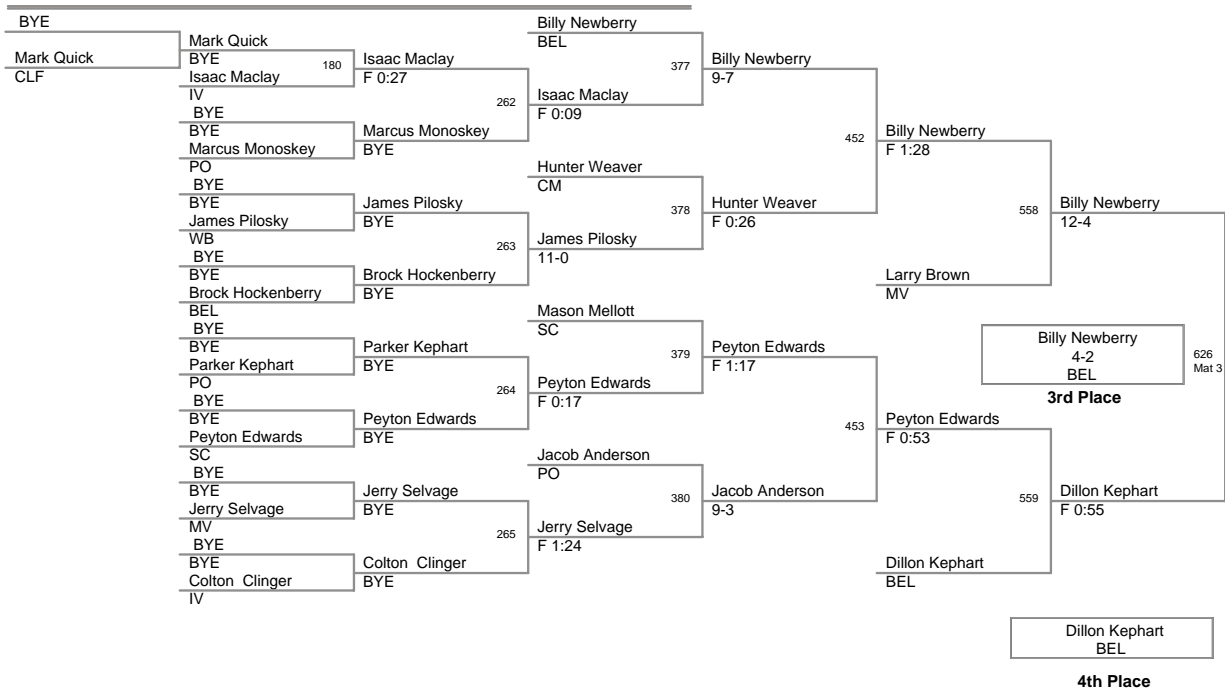 BYE
Mark Quick
CLF
Mark Quick
BYE
180
Isaac Maclay
IV
BYE
BYE
Marcus Monoskey
PO
BYE
BYE
James Pilosky
WB
BYE
BYE
Brock Hockenberry
BEL
BYE
BYE
Parker Kephart
PO
BYE
BYE
Peyton Edwards
SC
BYE
BYE
Jerry Selvage
MV
BYE
BYE
Colton Clinger
IV
Isaac Maclay
F 0:27
262
Marcus Monoskey
BYE
James Pilosky
BYE
263
Brock Hockenberry
BYE
Parker Kephart
BYE
264
Peyton Edwards
BYE
Jerry Selvage
BYE
265
Colton Clinger
BYE
Billy Newberry
BEL
377
Isaac Maclay
F 0:09
Hunter Weaver
CM
378
James Pilosky
11-0
Mason Mellott
SC
379
Peyton Edwards
F 0:17
Jacob Anderson
PO
380
Jerry Selvage
F 1:24
Billy Newberry
9-7
452
Hunter Weaver
F 0:26
Peyton Edwards
F 1:17
453
Jacob Anderson
9-3
Billy Newberry
F 1:28
558
Larry Brown
MV
Peyton Edwards
F 0:53
559
Dillon Kephart
BEL
Billy Newberry
12-4
Dillon Kephart
F 0:55
Billy Newberry
4-2
BEL
626
Mat 3
3rd Place
Dillon Kephart
BEL
4th Place